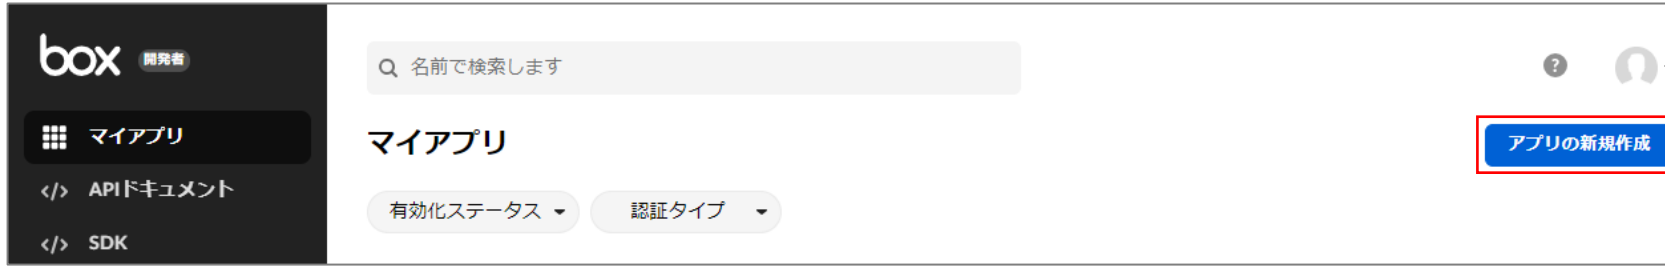 box 開発者
マイアプリ
APIドキュメント
SDK
名前で検索します
?
マイアプリ
アプリの新規作成
有効化ステータス
認証タイプ